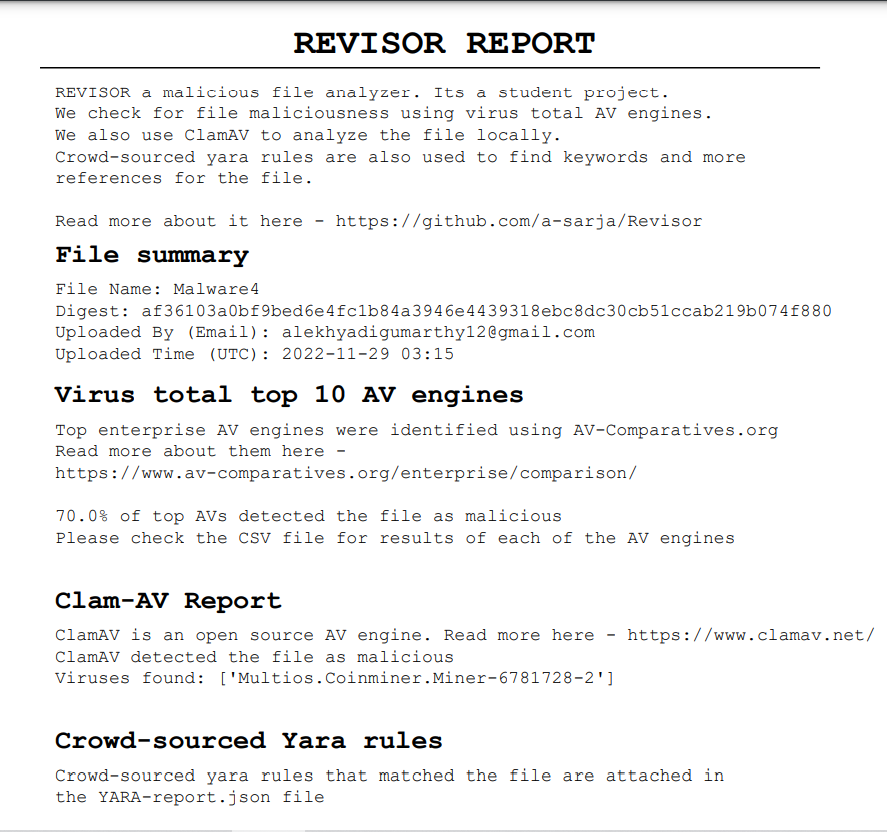 REVISOR REPORT
REVISOR a malicious file analyzer. Its a student project.
We check for file maliciousness using virus total AV engines.
We also use ClamAV to analyze the file locally.
Crowd-sourced yara rules are also used to find keywords and more
references for the file.
Read more about it here - https://github.com/a-sarja/Revisor
File summary
File Name: Malware4
Digest: af36103a0bf9bed6e4fc1b84a3946e4439318ebc8dc30cb51ccab219b074f880
Uploaded By (Email): alekhyadigumarthy12@gmail.com
Uploaded Time (UTC): 2022-11-29 03:15
Virus total top 10 AV engines
Top enterprise AV engines were identified using AV-Comparatives.org
Read more about them here -
https://www.av-comparatives.org/enterprise/comparison/
70.0% of top AVs detected the file as malicious
Please check the CSV file for results of each of the AV engines
Clam-AV Report
ClamAV is an open source AV engine. Read more here - https://www.clamav.net/
ClamAV detected the file as malicious
Viruses found: ['Multios.Coinminer.Miner-6781728-2']
Crowd-sourced Yara rules
Crowd-sourced yara rules that matched the file are attached in
the YARA-report.json file